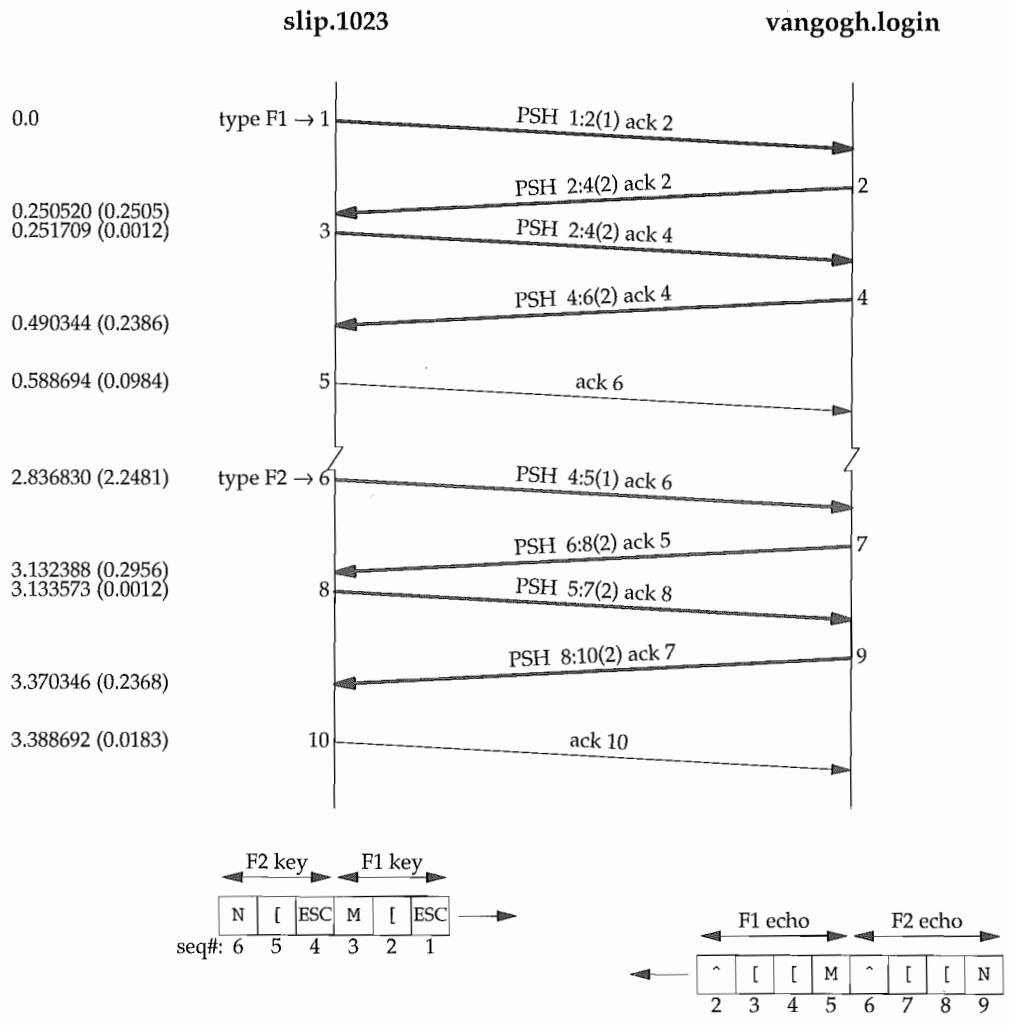 slip.1023 vangogh.login
0.0 type F1 → 1 PSH 1:2(1) ack 2
PSH 2:4(2) ack 2 2
0.250520 (0.2505)
0.251709 (0.0012) 3 PSH 2:4(2) ack 4
PSH 4:6(2) ack 4 4
0.490344 (0.2386)
0.588694 (0.0984) 5 ack 6
2.836830 (2.2481) type F2 → 6 PSH 4:5(1) ack 6
PSH 6:8(2) ack 5 7
3.132388 (0.2956)
3.133573 (0.0012) 8 PSH 5:7(2) ack 8
PSH 8:10(2) ack 7 9
3.370346 (0.2368)
3.388692 (0.0183) 10 ack 10
F2 key F1 key
N [ ESC M [ ESC
seq#: 6 5 4 3 2 1
F1 echo F2 echo
^ [ [ M ^ [ [ N
2 3 4 5 6 7 8 9